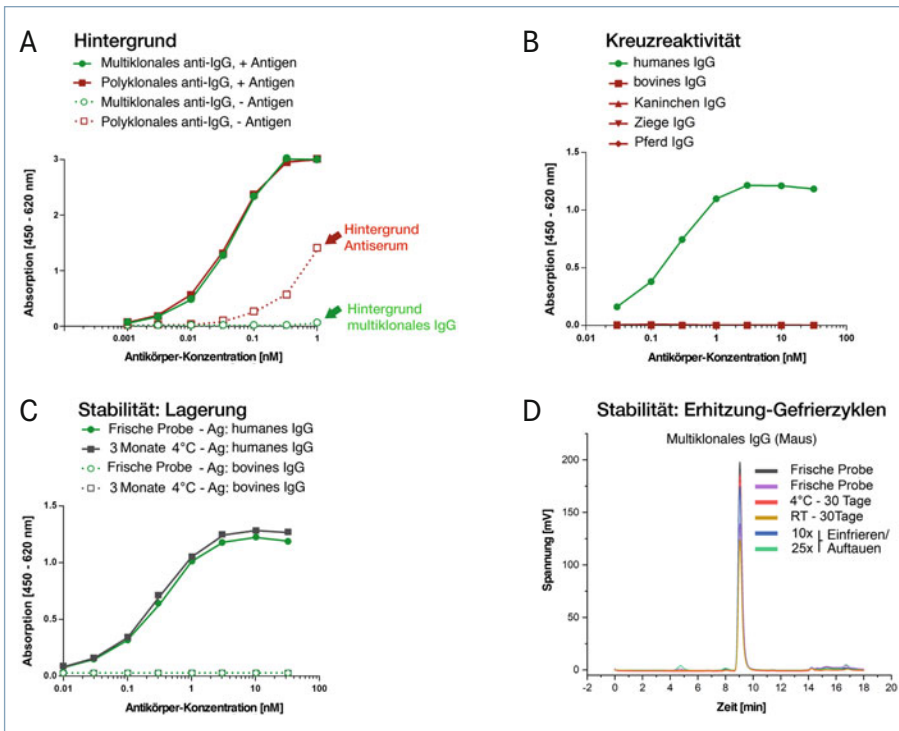 A
Hintergrund
Multiklonales anti-IgG, + Antigen
Polyklonales anti-IgG, + Antigen
Multiklonales anti-IgG, - Antigen
Polyklonales anti-IgG, - Antigen
3
2
1
0
Absorption [450 - 620 nm]
Hintergrund
Antiserum
Hintergrund
multiklonales IgG
0.001
0.01
0.1
1
Antikörper-Konzentration [nM]
B
Kreuzreaktivität
humanes IgG
bovines IgG
Kaninchen IgG
Ziege IgG
Pferd IgG
1.5
1.0
0.5
0.0
Absorption [450 - 620 nm]
0.01
0.1
1
10
100
Antikörper-Konzentration [nM]
C
Stabilität: Lagerung
Frische Probe - Ag: humanes IgG
3 Monate 4°C - Ag: humanes IgG
Frische Probe - Ag: bovines IgG
3 Monate 4°C - Ag: bovines IgG
1.5
1.0
0.5
0.0
Absorption [450 - 620 nm]
0.01
0.1
1
10
100
Antikörper-Konzentration [nM]
D
Stabilität: Erhitzung-Gefrierzyklen
Multiklonales IgG (Maus)
Frische Probe
Frische Probe
4°C - 30 Tage
RT - 30Tage
10x
25x
Einfrieren/
Auftauen
200
150
100
50
0
Spannung [mV]
-2 0 2 4 6 8 10 12 14 16 18 20
Zeit [min]